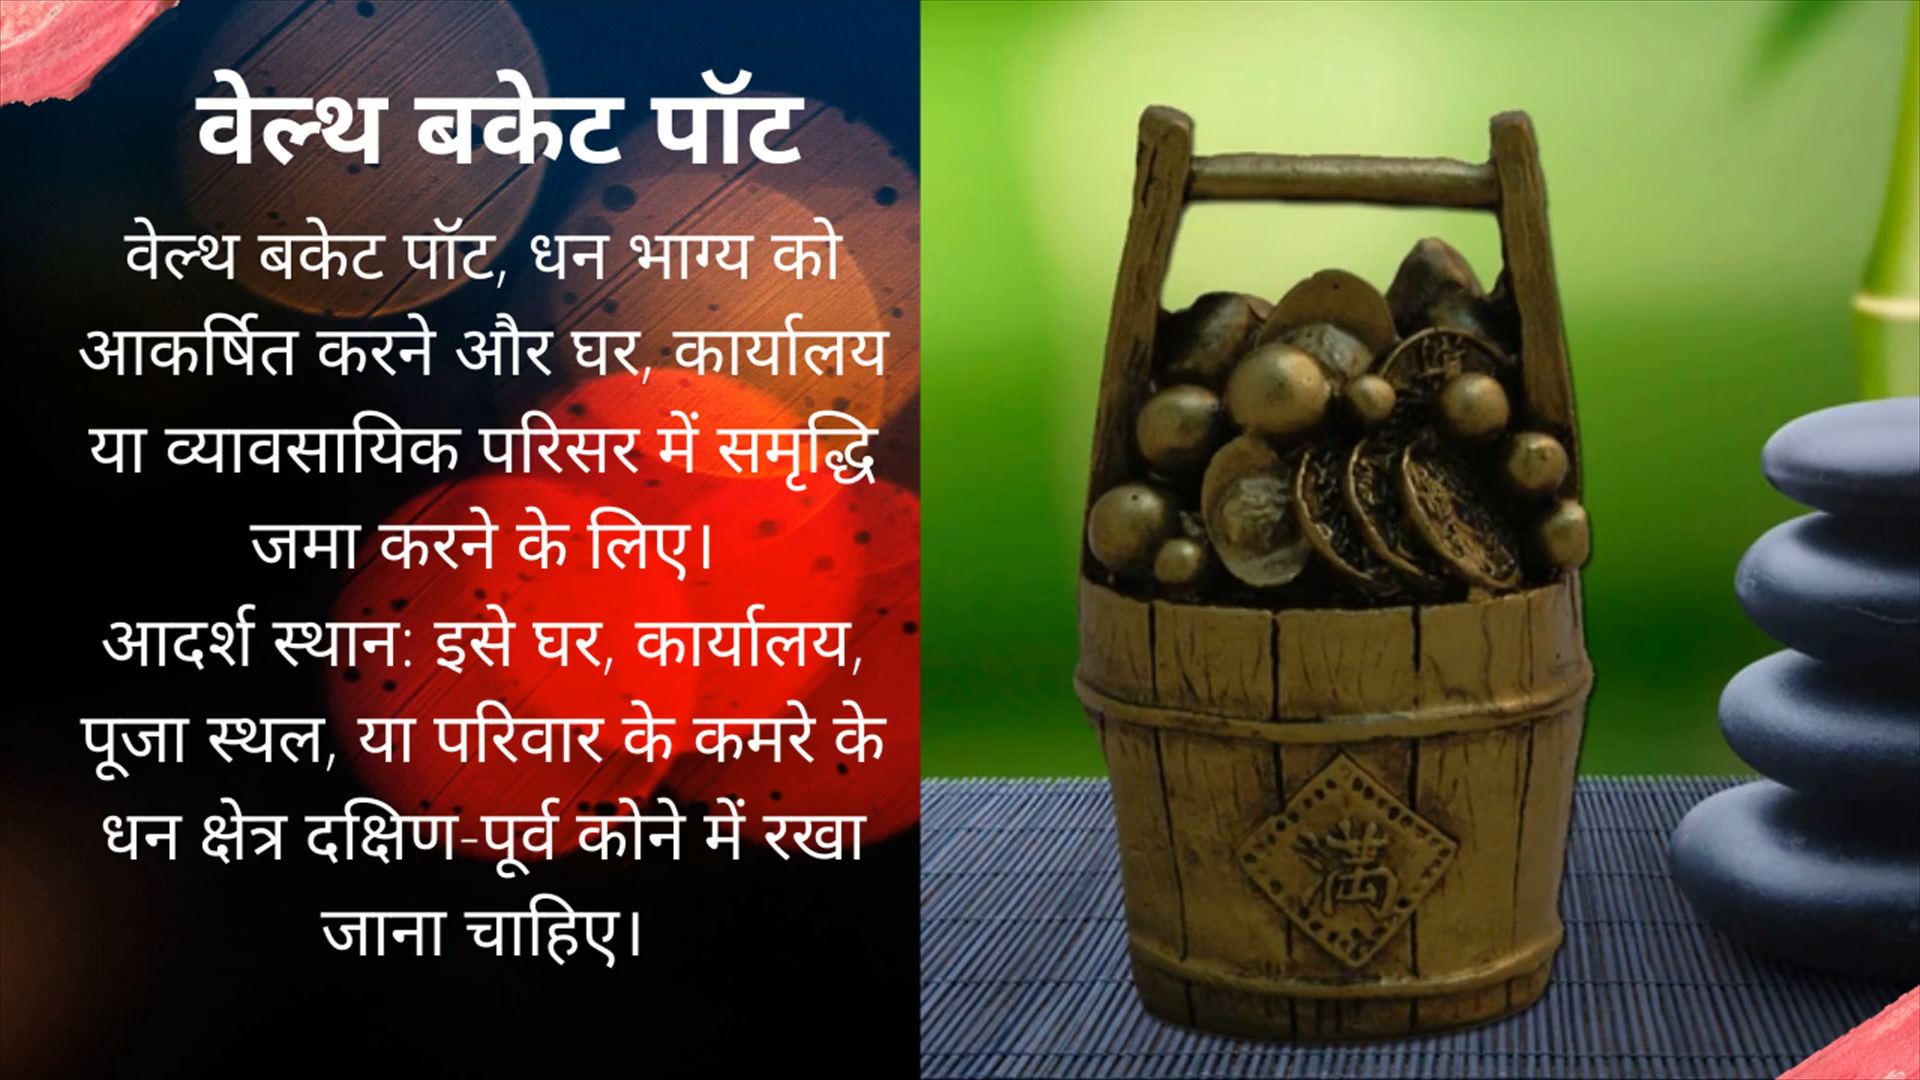 वेल्थ बकेट पॉट
वेल्थ बकेट पॉट, धन भाग्य को
आकर्षित करने और घर, कार्यालय
या व्यावसायिक परिसर में समृद्धि
जमा करने के लिए।
आदर्श स्थान: इसे घर, कार्यालय,
पूजा स्थल, या परिवार के कमरे के
धन क्षेत्र दक्षिण-पूर्व कोने में रखा
जाना चाहिए।
満